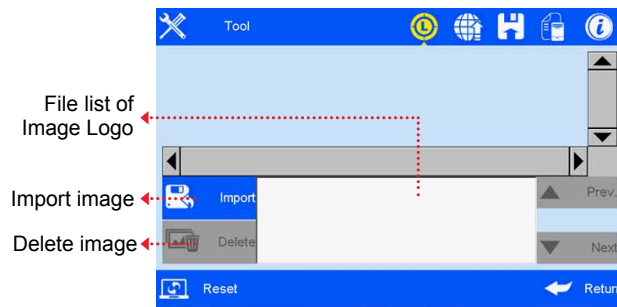 Tool
File list of
Image Logo
Import image
Import
Prev.
Delete image
Delete
Next
Reset
Return